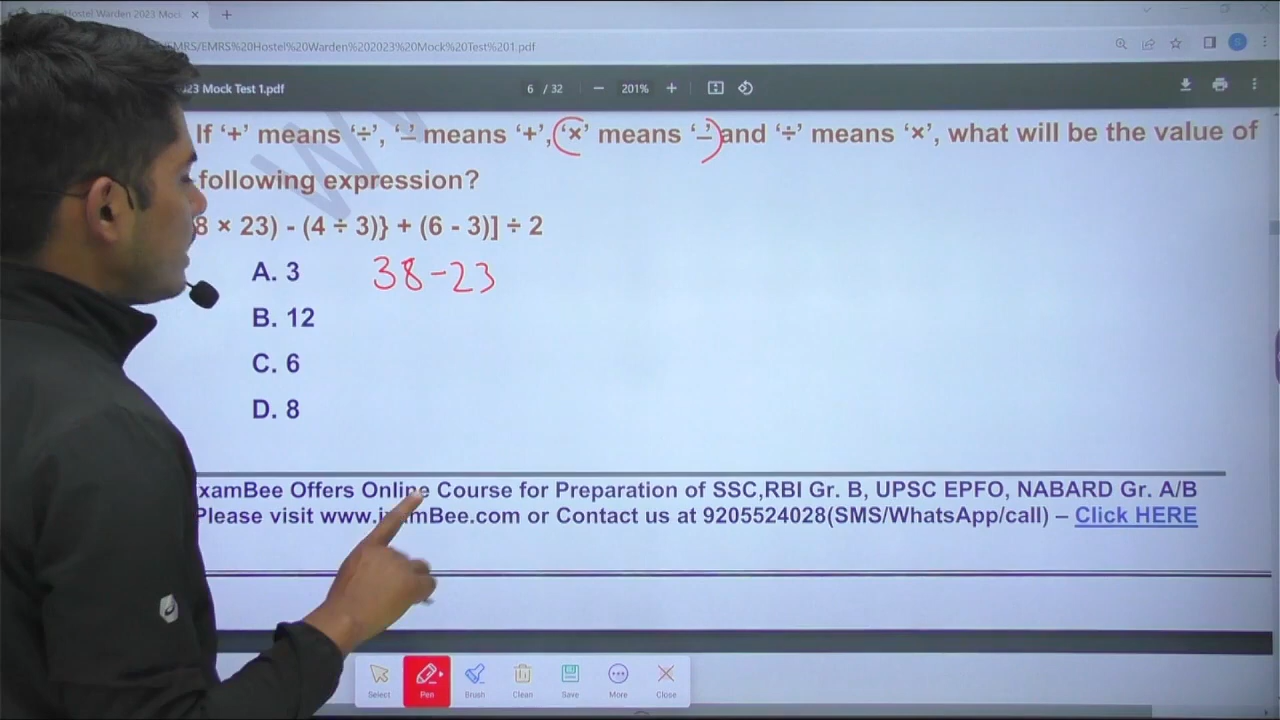 Hostel Warden 2023 Mock
EMRS/EMRS%20Hostel%20Warden%202023%20Mock%20Test%201.pdf
023 Mock Test 1.pdf
6 / 32
201%
If ‘+’ means ‘÷’, ‘–’ means ‘+’, ‘×’ means ‘–’ and ‘÷’ means ‘×’, what will be the value of
following expression?
8 × 23) - (4 ÷ 3)} + (6 - 3)] ÷ 2
A. 3
38-23
B. 12
C. 6
D. 8
xamBee Offers Online Course for Preparation of SSC,RBI Gr. B, UPSC EPFO, NABARD Gr. A/B
Please visit www.ixamBee.com or Contact us at 9205524028(SMS/WhatsApp/call) – Click HERE
Select
Pen
Brush
Clean
Save
More
Close